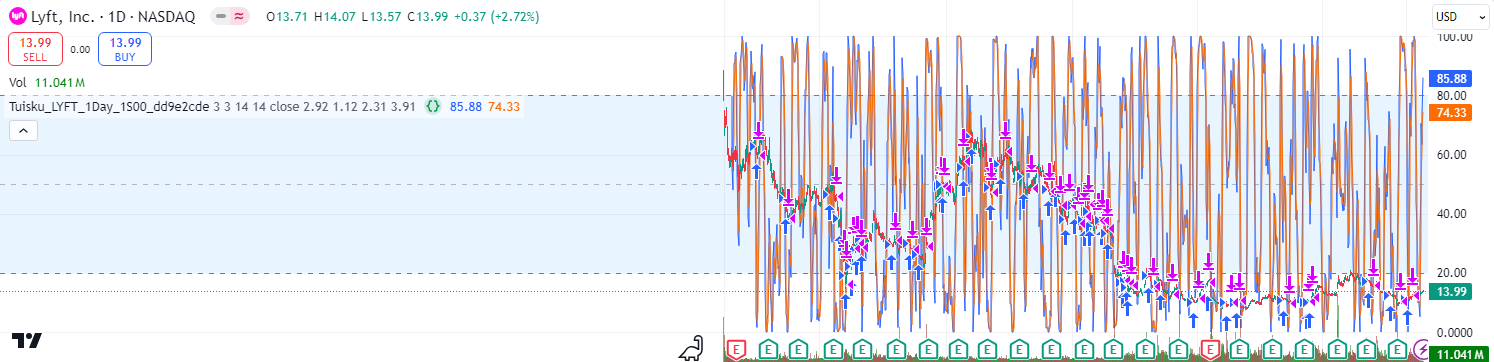 Lyft, Inc. · 1D · NASDAQ O13.71 H14.07 L13.57 C13.99 +0.37 (+2.72%)
USD
13.99 SELL
0.00
13.99 BUY
Vol 11.041 M
Tuisku_LYFT_1Day_1S00_dd9e2cde 3 3 14 14 close 2.92 1.12 2.31 3.91 85.88 74.33
100.00
85.88
80.00
74.33
60.00
40.00
20.00
13.99
0.0000
11.041 M
E E E E E E E E E E E E E E E E E E E E E E